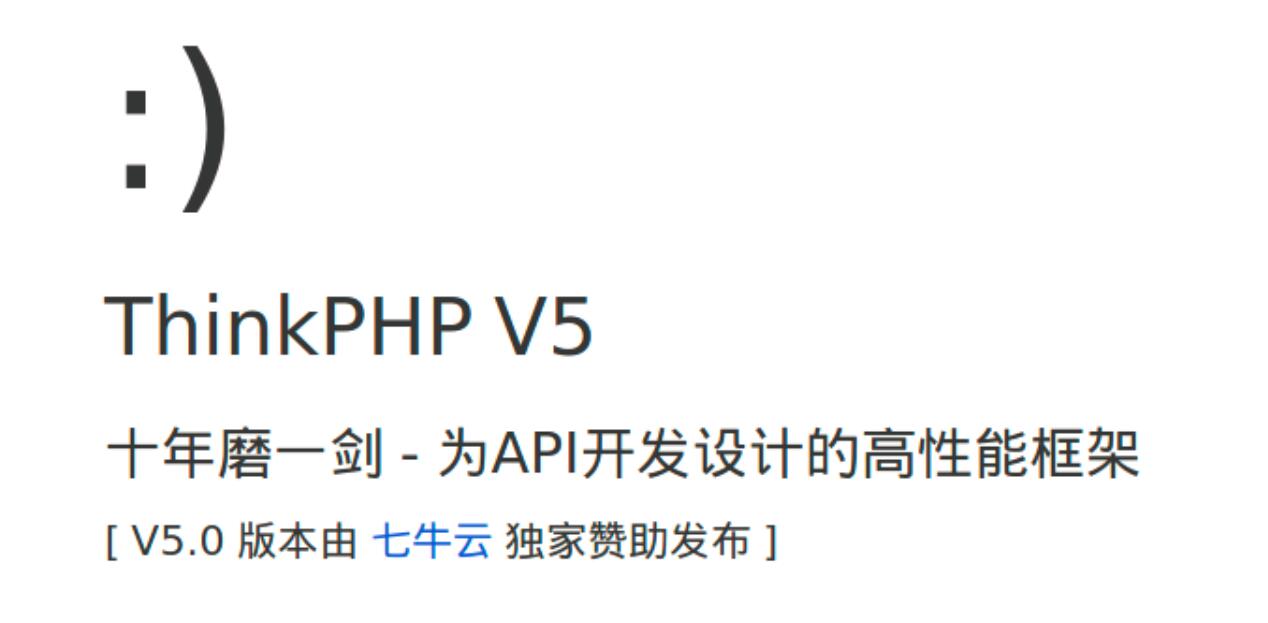 :)
ThinkPHP V5
十年磨一剑 - 为API开发设计的高性能框架
[ V5.0 版本由 七牛云 独家赞助发布 ]